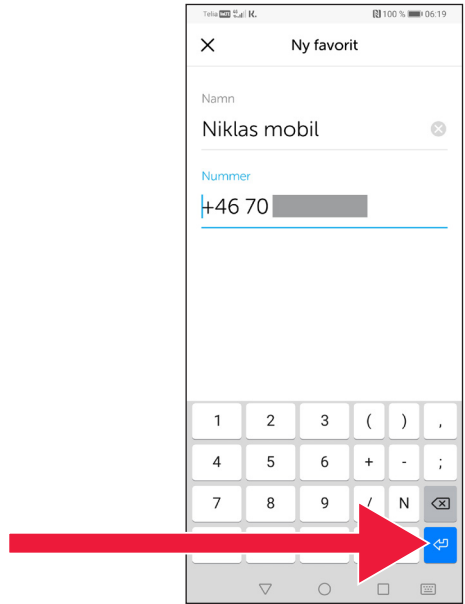 Telia 4G K. N 100 % 06:19
Ny favorit
Namn
Niklas mobil
Nummer
+46 70
1 2 3 ( ) ,
4 5 6 + - ;
7 8 9 / N